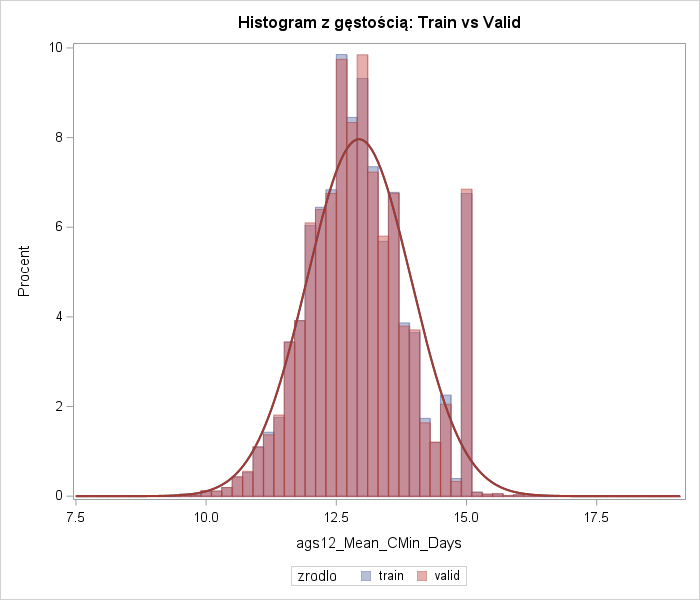 Histogram z gęstością: Train vs Valid
10
8
6
4
2
0
Procent
7.5 10.0 12.5 15.0 17.5
ags12_Mean_CMin_Days
zrodlo train valid